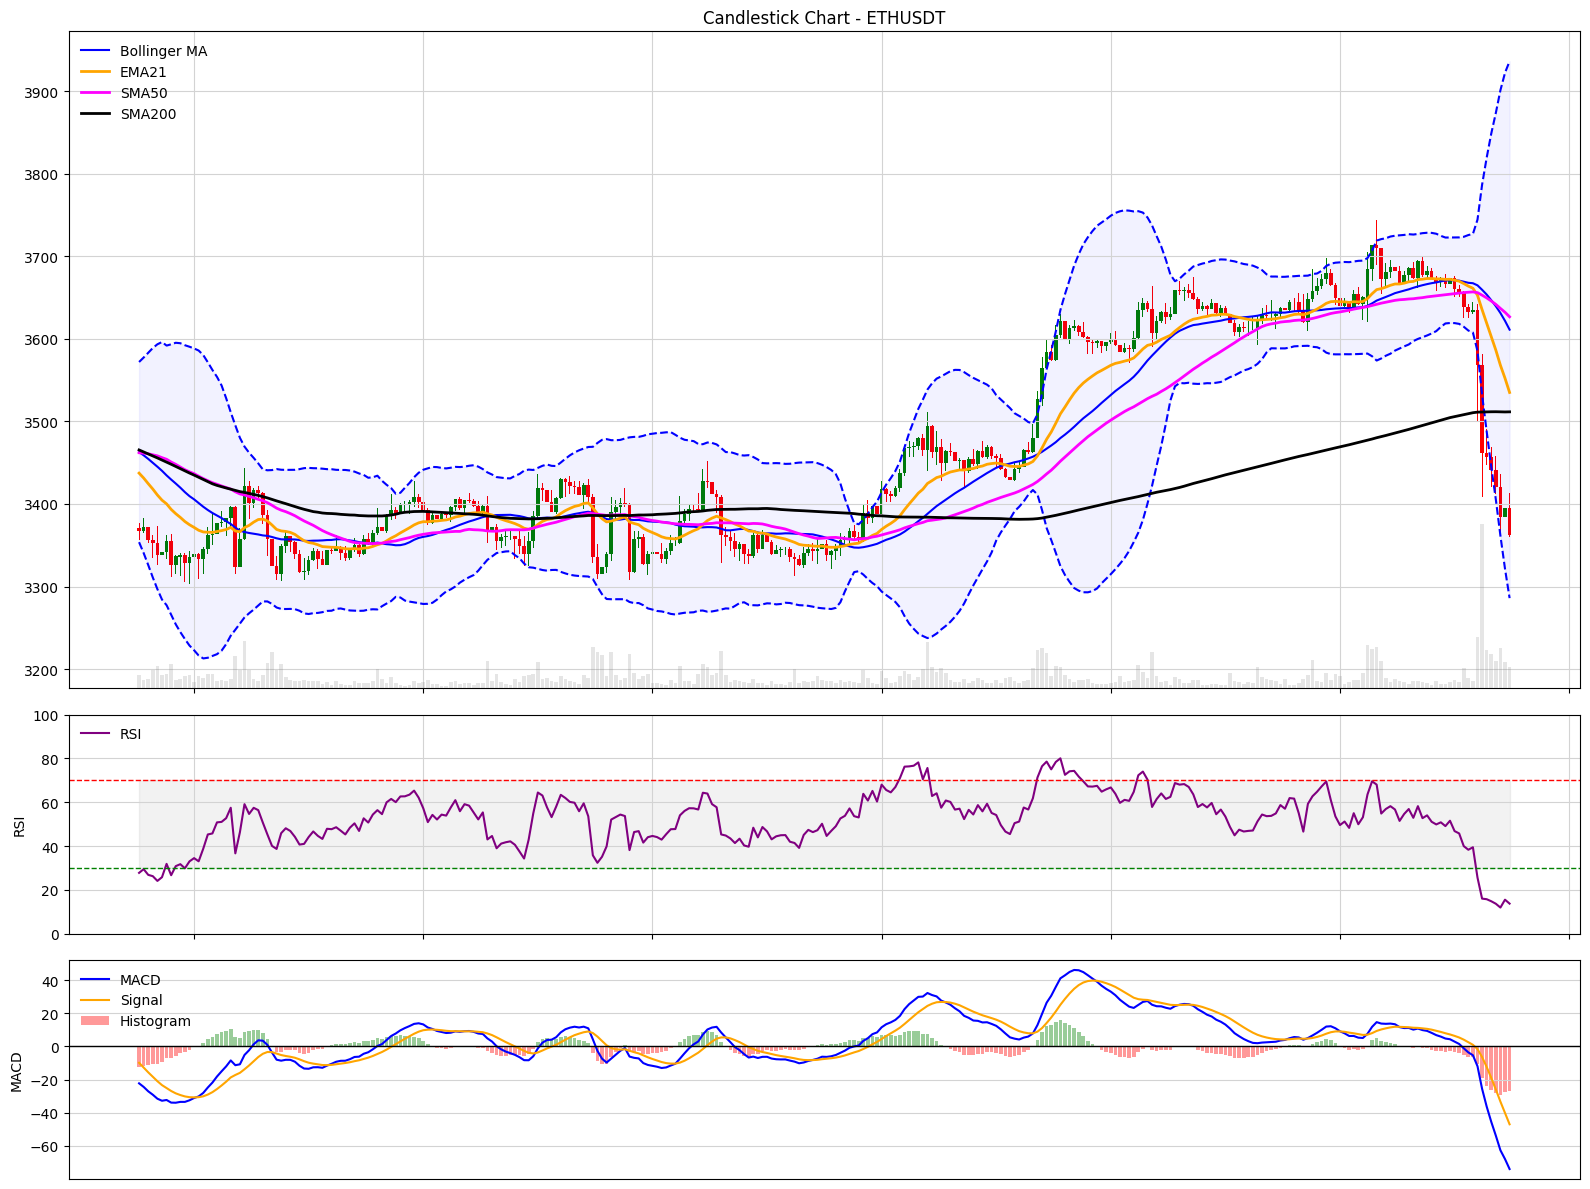 Candlestick Chart - ETHUSDT
Bollinger MA
EMA21
SMA50
SMA200
3900
3800
3700
3600
3500
3400
3300
3200
100
80
60
40
20
0
RSI
RSI
40
20
0
−20
−40
−60
MACD
MACD
Signal
Histogram